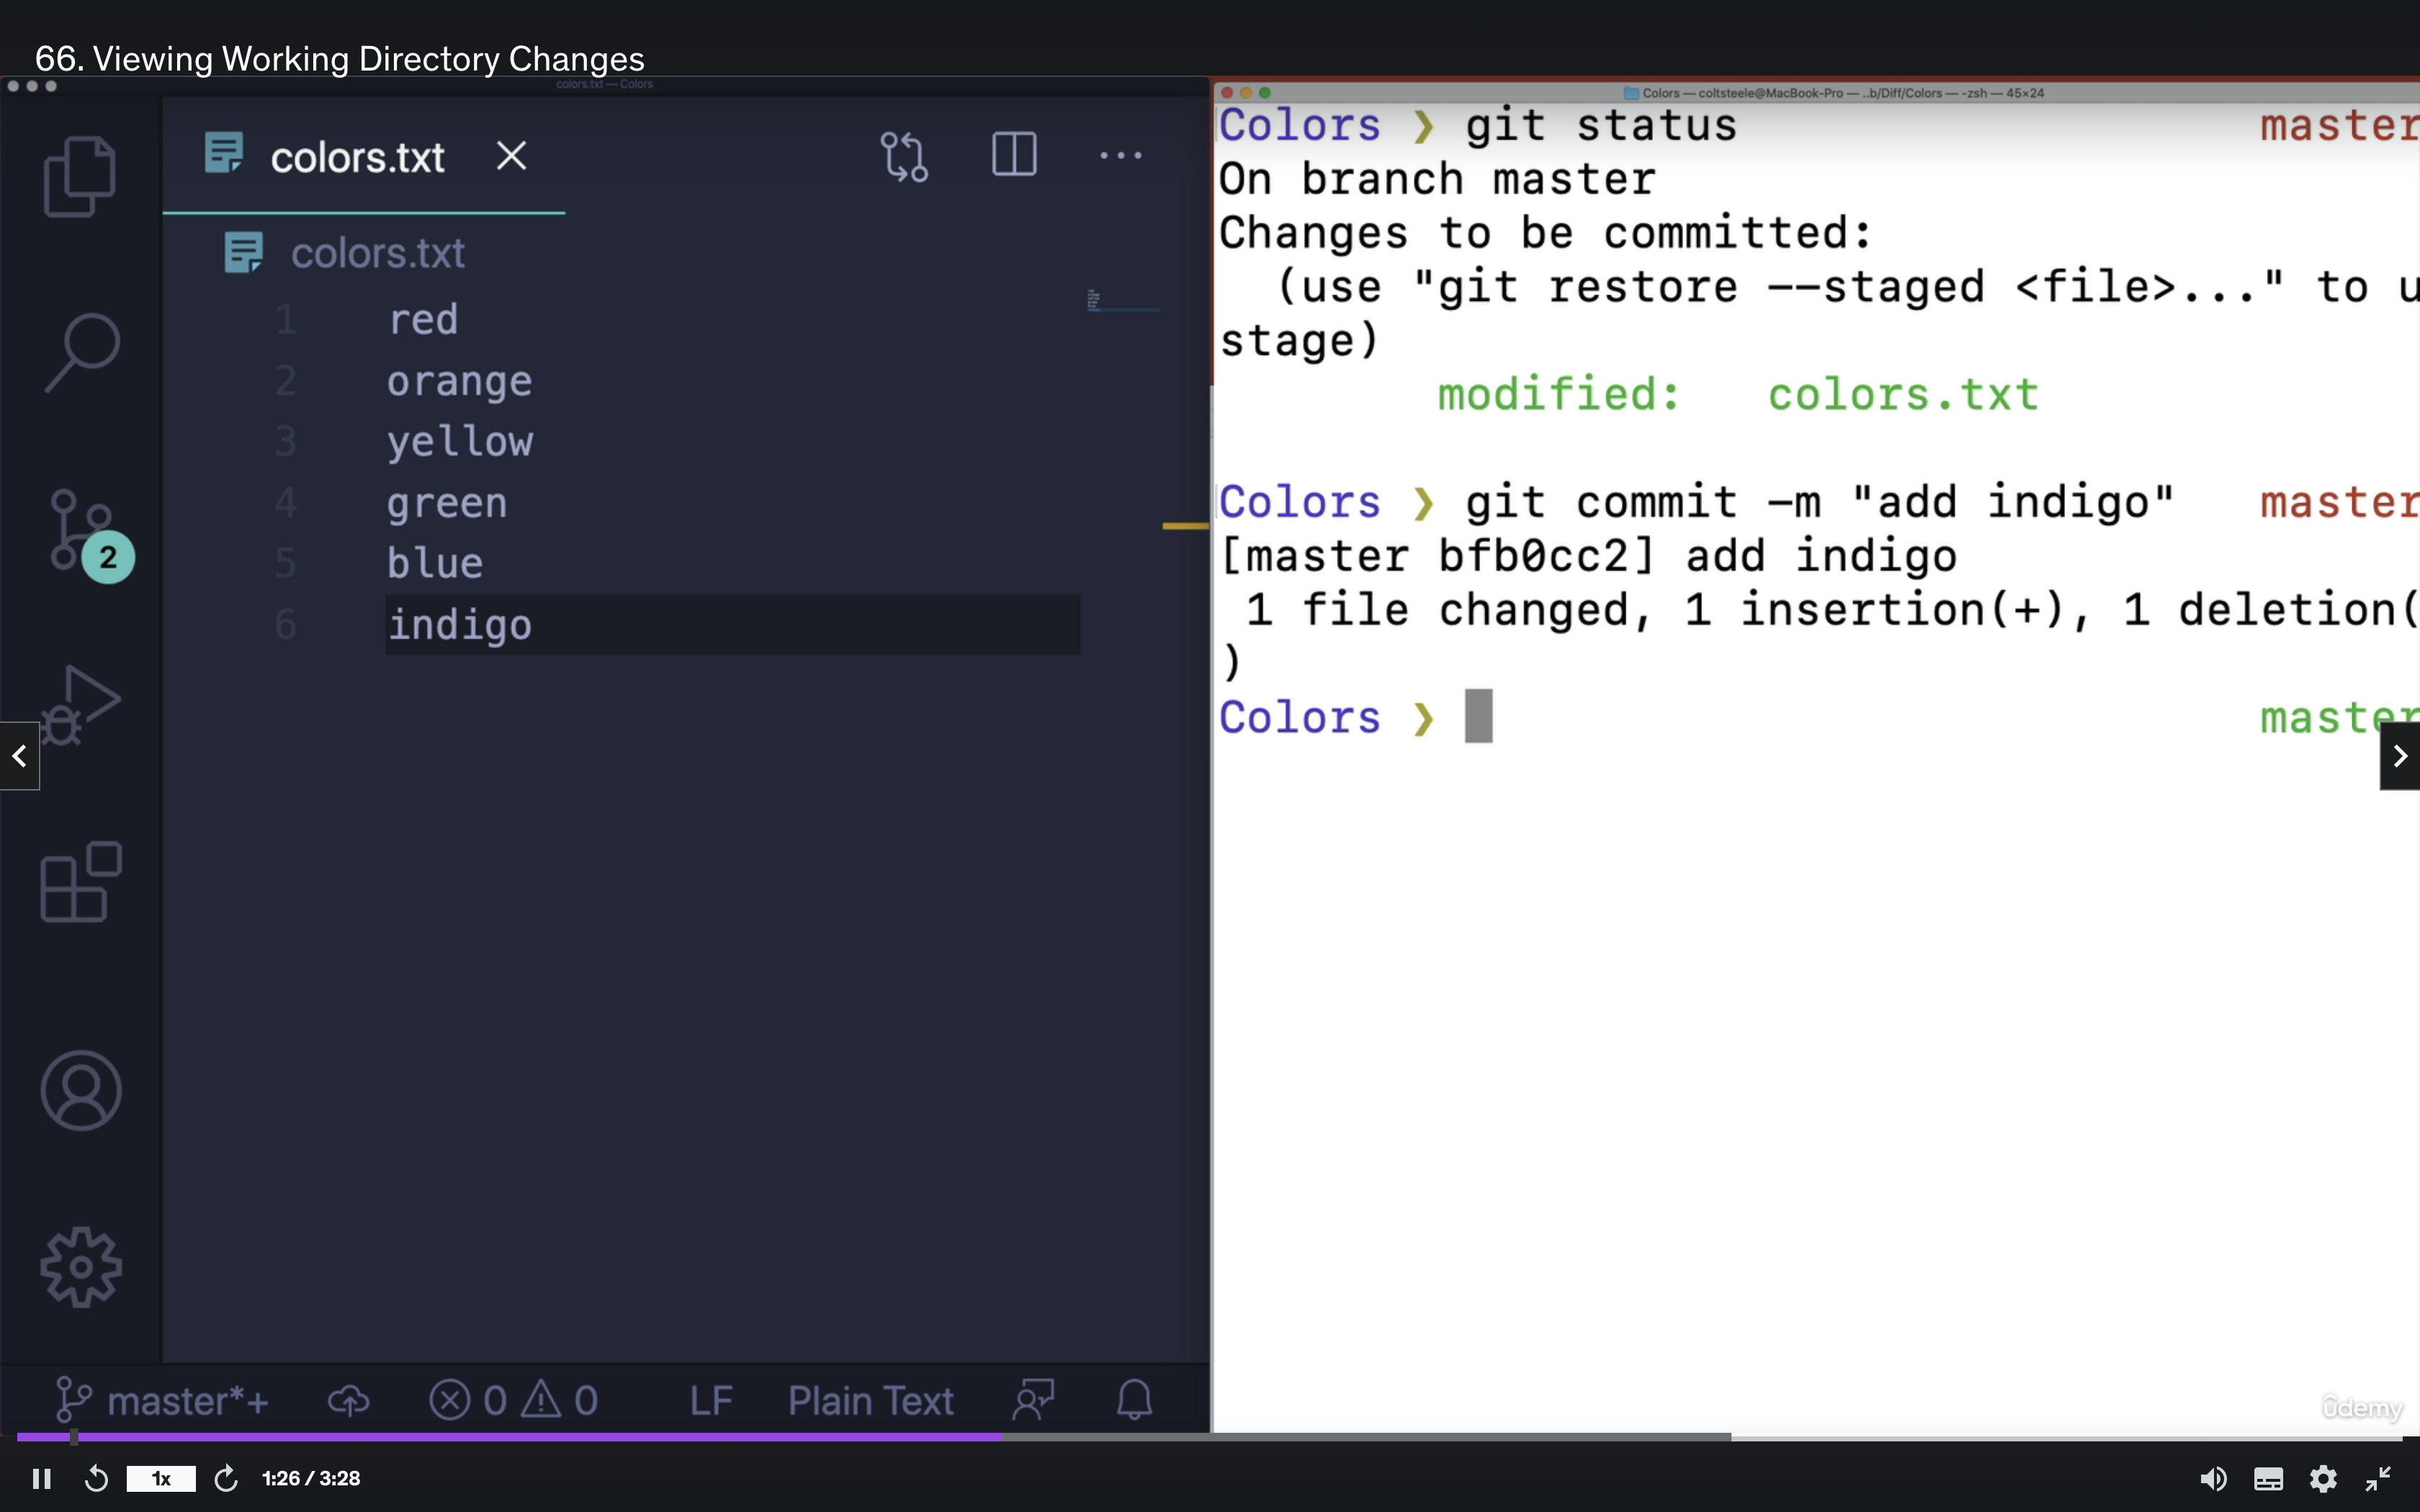 66. Viewing Working Directory Changes
colors.txt — Colors
colors.txt
colors.txt
1 red
2 orange
3 yellow
4 green
5 blue
6 indigo
2
master*+ 0 0 LF Plain Text
Colors — coltsteele@MacBook-Pro — ..b/Diff/Colors — -zsh — 45×24
Colors ❯ git status master
On branch master
Changes to be committed:
(use "git restore --staged <file>..." to u
stage)
modified: colors.txt
Colors ❯ git commit -m "add indigo" master
[master bfb0cc2] add indigo
1 file changed, 1 insertion(+), 1 deletion(
)
Colors ❯ master
ûdemy
1x 1:26 / 3:28